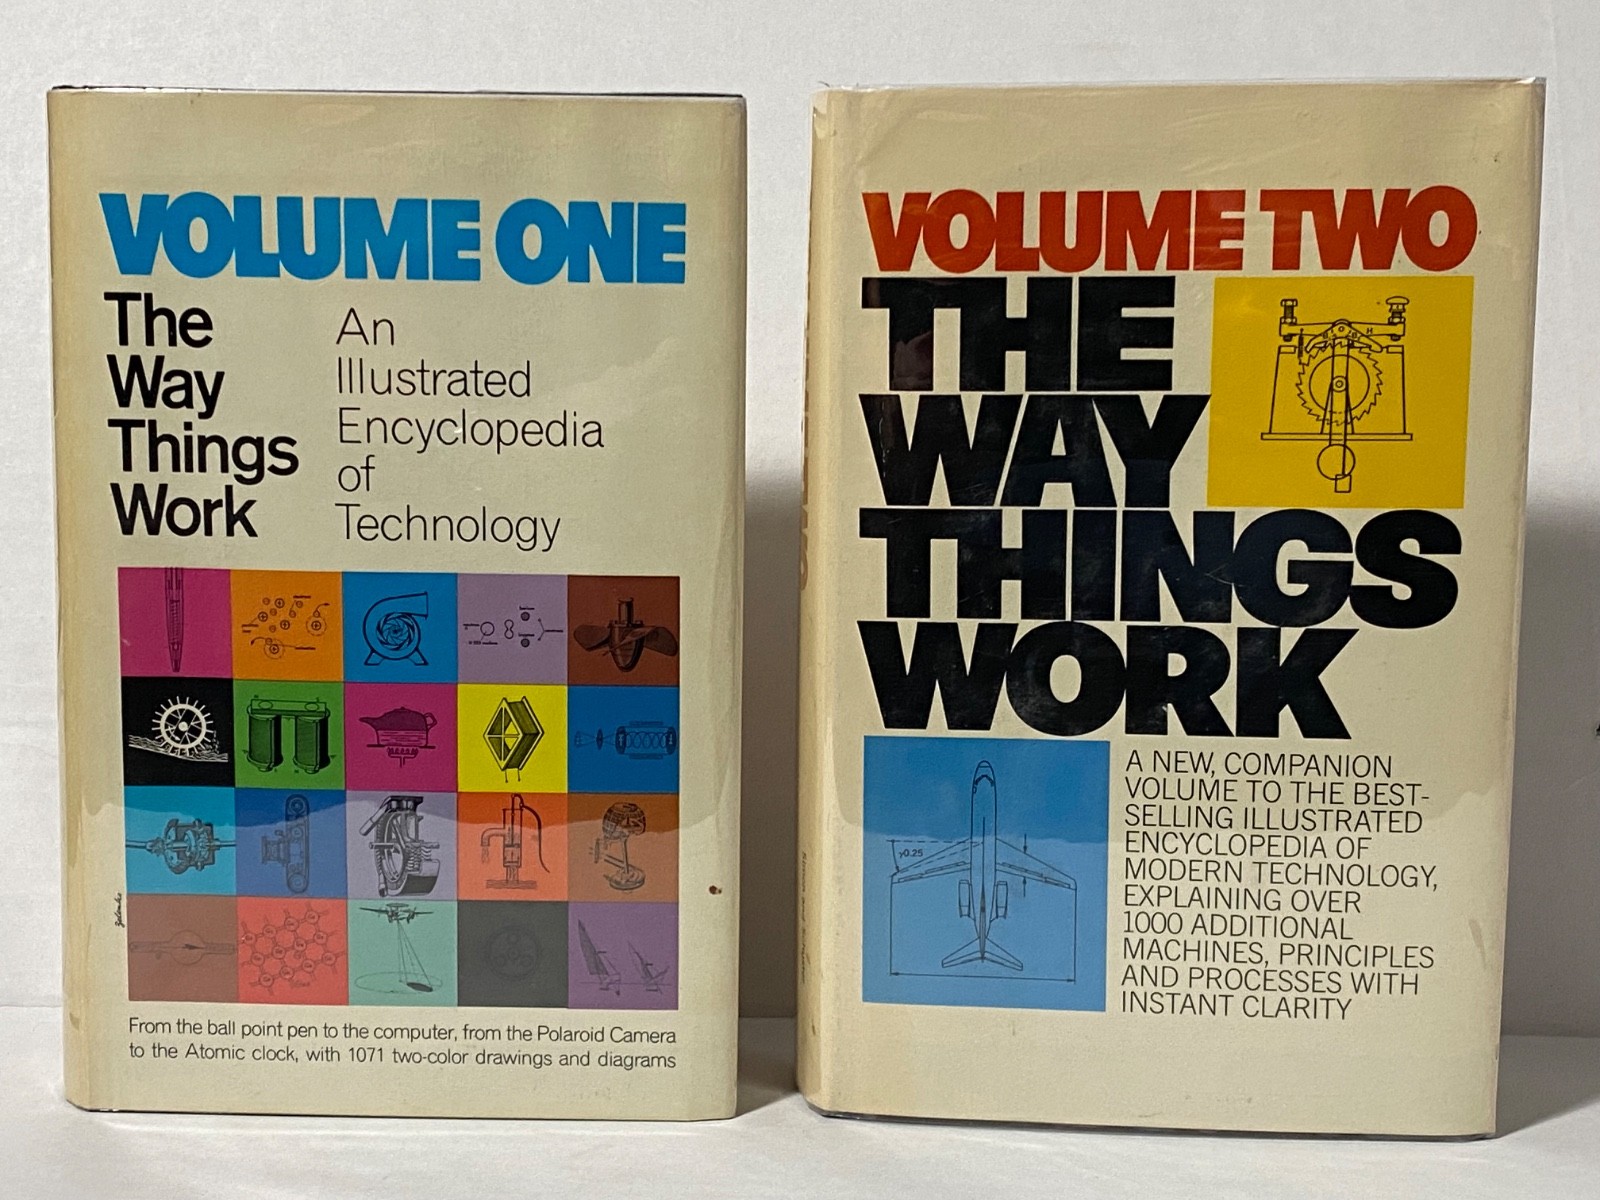 VOLUME ONE
The
Way
Things
Work
An
Illustrated
Encyclopedia
of
Technology
From the ball point pen to the computer, from the Polaroid Camera
to the Atomic clock, with 1071 two-color drawings and diagrams
VOLUME TWO
THE
WAY
THINGS
WORK
y0.25
A NEW, COMPANION
VOLUME TO THE BEST-
SELLING ILLUSTRATED
ENCYCLOPEDIA OF
MODERN TECHNOLOGY,
EXPLAINING OVER
1000 ADDITIONAL
MACHINES, PRINCIPLES
AND PROCESSES WITH
INSTANT CLARITY